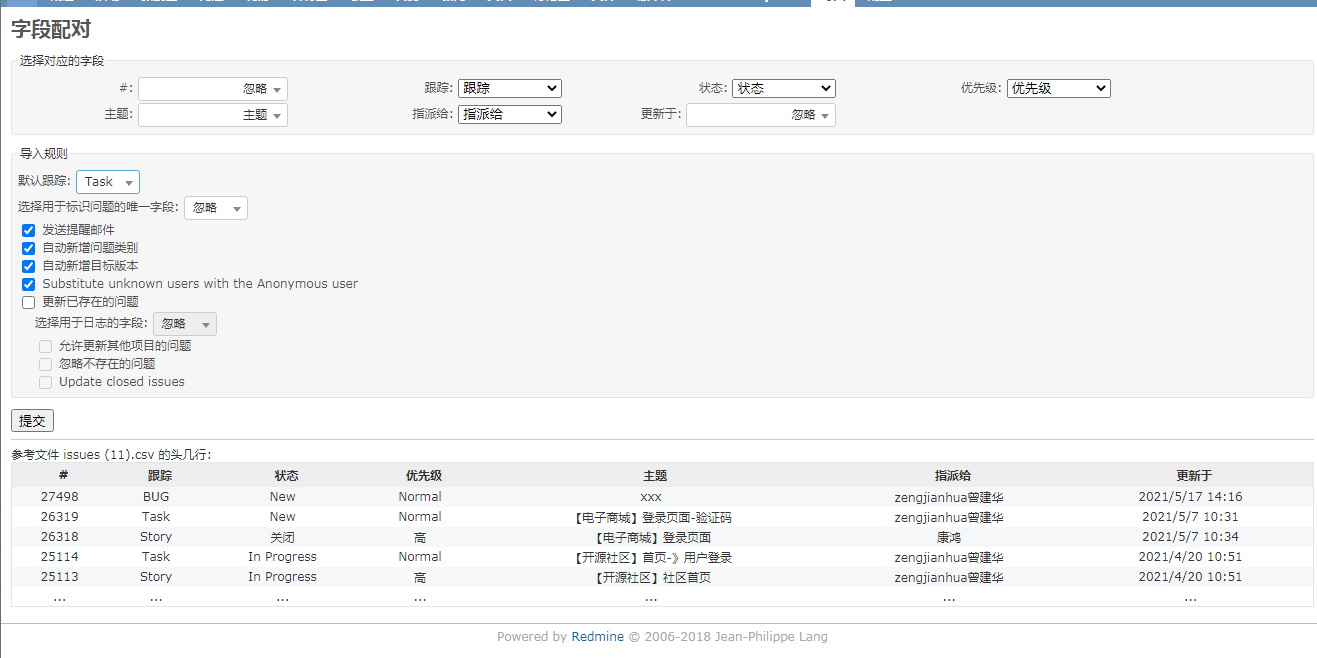 字段配对
选择对应的字段
#: 忽略 跟踪: 跟踪 状态: 状态 优先级: 优先级
主题: 主题 指派给: 指派给 更新于: 忽略
导入规则
默认跟踪: Task
选择用于标识问题的唯一字段: 忽略
发送提醒邮件
自动新增问题类别
自动新增目标版本
Substitute unknown users with the Anonymous user
更新已存在的问题
选择用于日志的字段: 忽略
允许更新其他项目的问题
忽略不存在的问题
Update closed issues
提交
参考文件 issues (11).csv 的头几行:
# 跟踪 状态 优先级 主题 指派给 更新于
27498 BUG New Normal xxx zengjianhua曾建华 2021/5/17 14:16
26319 Task New Normal 【电子商城】登录页面-验证码 zengjianhua曾建华 2021/5/7 10:31
26318 Story 关闭 高 【电子商城】登录页面 康鸿 2021/5/7 10:34
25114 Task In Progress Normal 【开源社区】首页-》用户登录 zengjianhua曾建华 2021/4/20 10:51
25113 Story In Progress 高 【开源社区】社区首页 zengjianhua曾建华 2021/4/20 10:51
... ... ... ... ... ... ...
Powered by Redmine © 2006-2018 Jean-Philippe Lang